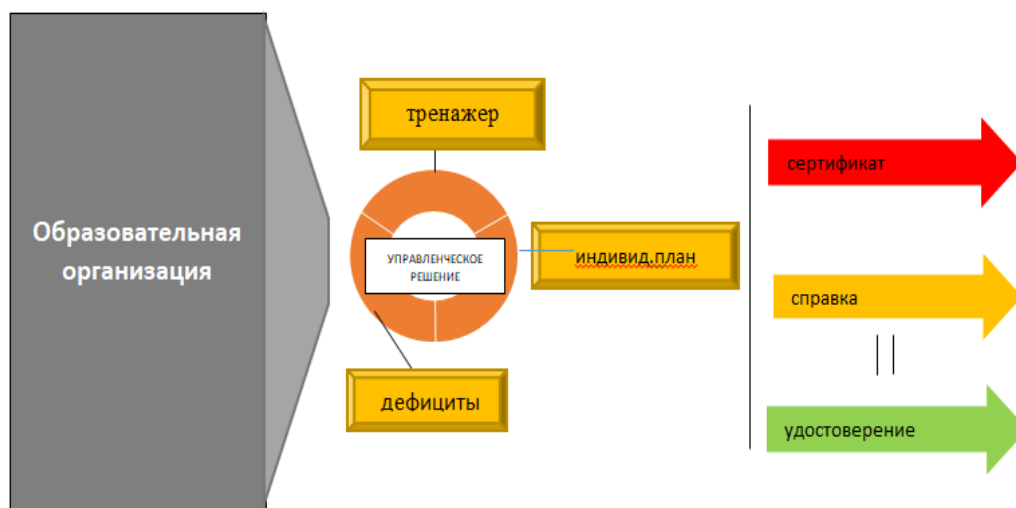 Образовательная
организация
тренажер
УПРАВЛЕНЧЕСКОЕ
РЕШЕНИЕ
индивид.план
дефициты
сертификат
справка
удостоверение